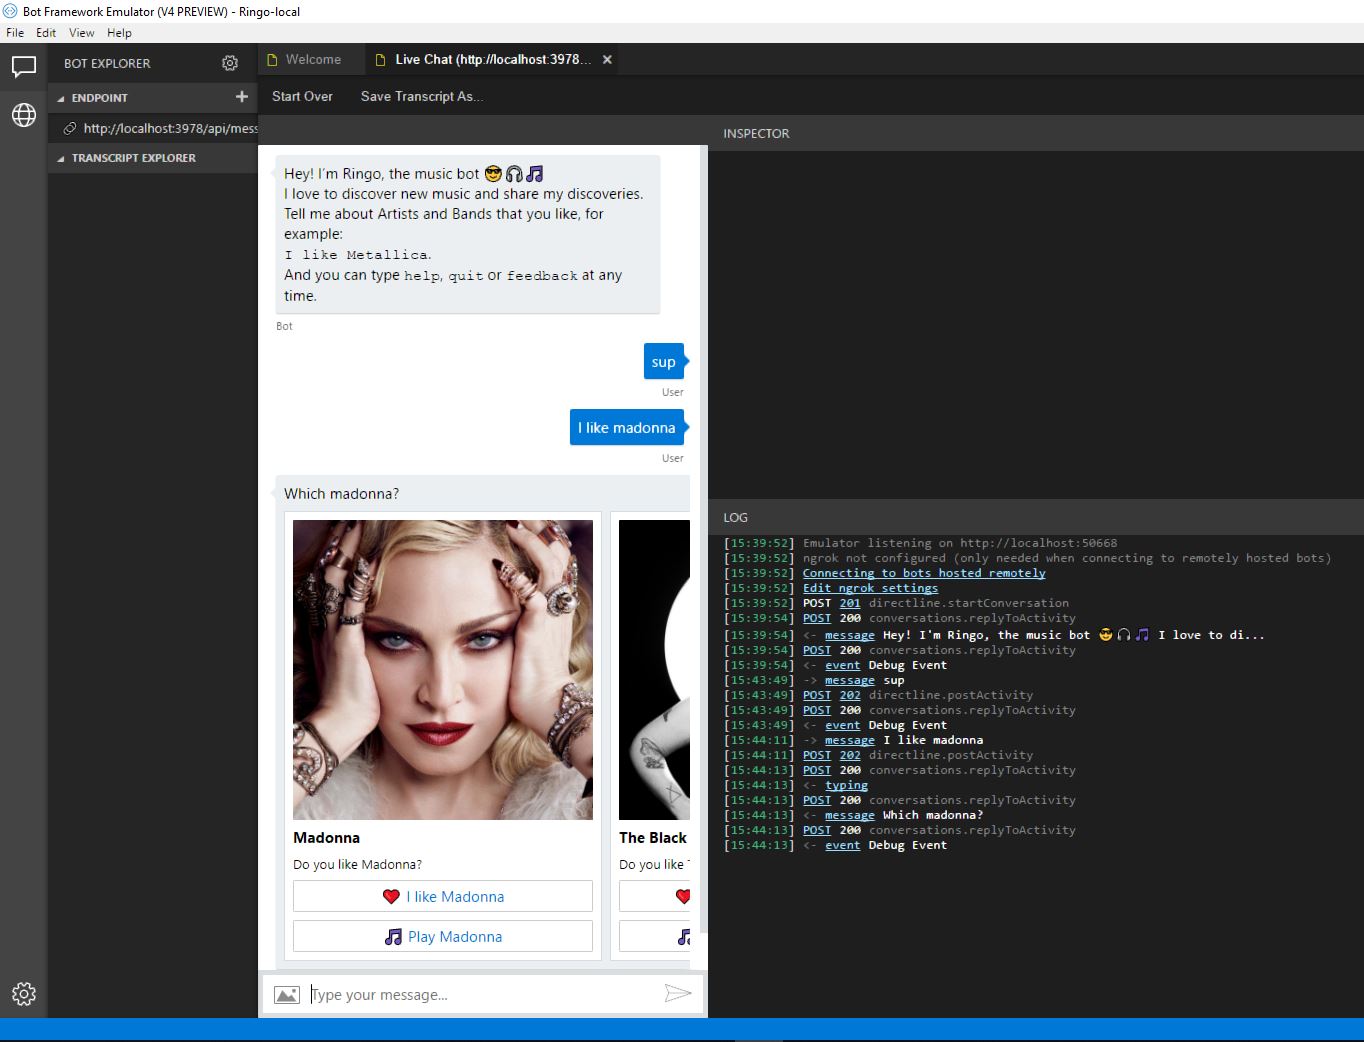 Bot Framework Emulator (V4 PREVIEW) - Ringo-local
File Edit View Help
BOT EXPLORER
ENDPOINT
http://localhost:3978/api/mess
TRANSCRIPT EXPLORER
Welcome
Live Chat (http://localhost:3978...
Start Over Save Transcript As...
Hey! I'm Ringo, the music bot 😎🎧🎵
I love to discover new music and share my discoveries.
Tell me about Artists and Bands that you like, for
example:
I like Metallica.
And you can type help, quit or feedback at any
time.
Bot
sup
User
I like madonna
User
Which madonna?
Madonna
Do you like Madonna?
❤️ I like Madonna
🎵 Play Madonna
The Black
Do you like
Type your message...
INSPECTOR
LOG
[15:39:52] Emulator listening on http://localhost:50668
[15:39:52] ngrok not configured (only needed when connecting to remotely hosted bots)
[15:39:52] Connecting to bots hosted remotely
[15:39:52] Edit ngrok settings
[15:39:52] POST 201 directline.startConversation
[15:39:54] POST 200 conversations.replyToActivity
[15:39:54] <- message Hey! I'm Ringo, the music bot 😎🎧🎵 I love to di...
[15:39:54] POST 200 conversations.replyToActivity
[15:39:54] <- event Debug Event
[15:43:49] -> message sup
[15:43:49] POST 202 directline.postActivity
[15:43:49] POST 200 conversations.replyToActivity
[15:43:49] <- event Debug Event
[15:44:11] -> message I like madonna
[15:44:11] POST 202 directline.postActivity
[15:44:13] POST 200 conversations.replyToActivity
[15:44:13] <- typing
[15:44:13] POST 200 conversations.replyToActivity
[15:44:13] <- message Which madonna?
[15:44:13] POST 200 conversations.replyToActivity
[15:44:13] <- event Debug Event